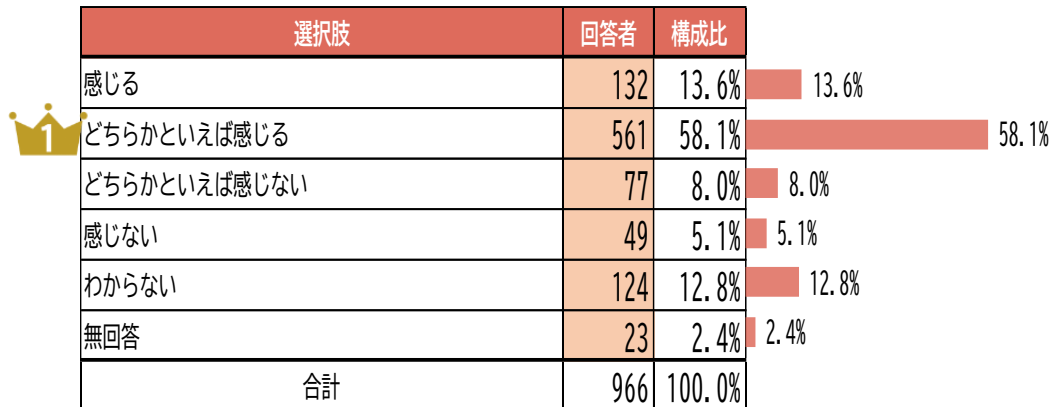 選択肢 回答者 構成比
感じる 132 13.6% 13.6%
1 どちらかといえば感じる 561 58.1% 58.1%
どちらかといえば感じない 77 8.0% 8.0%
感じない 49 5.1% 5.1%
わからない 124 12.8% 12.8%
無回答 23 2.4% 2.4%
合計 966 100.0%